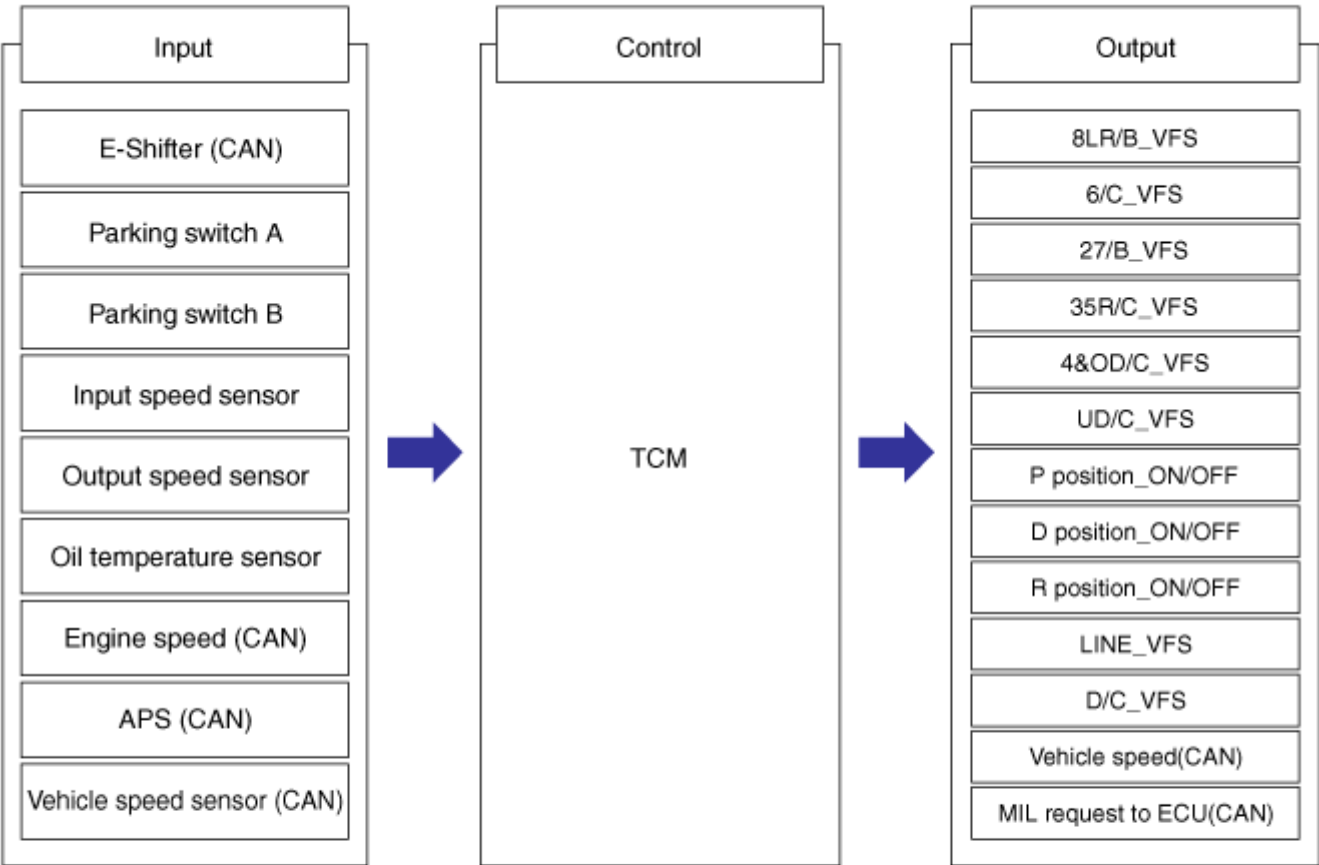 Input
E-Shifter (CAN)
Parking switch A
Parking switch B
Input speed sensor
Output speed sensor
Oil temperature sensor
Engine speed (CAN)
APS (CAN)
Vehicle speed sensor (CAN)
Control
TCM
Output
8LR/B_VFS
6/C_VFS
27/B_VFS
35R/C_VFS
4&OD/C_VFS
UD/C_VFS
P position_ON/OFF
D position_ON/OFF
R position_ON/OFF
LINE_VFS
D/C_VFS
Vehicle speed(CAN)
MIL request to ECU(CAN)